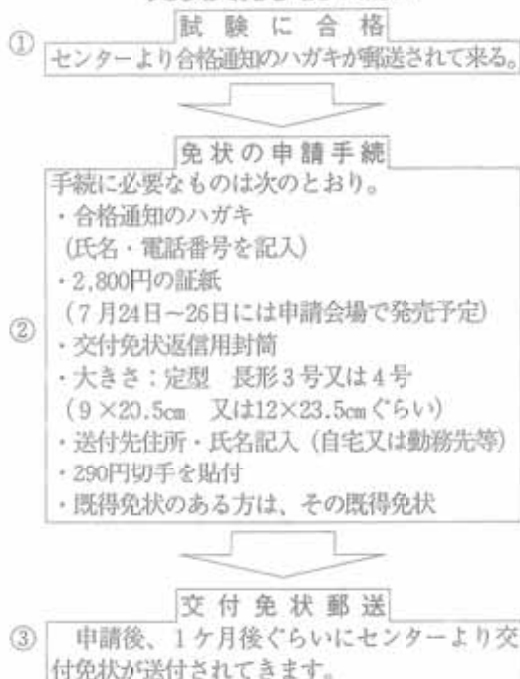 試験に合格
①
センターより合格通知のハガキが郵送されて来る。
免状の申請手続
②
手続に必要なものは次のとおり。
・合格通知のハガキ
(氏名・電話番号を記入)
・2,800円の証紙
(7月24日~26日には申請会場で発売予定)
・交付免状返信用封筒
・大きさ:定型 長形3号又は4号
(9×20.5cm 又は12×23.5cmぐらい)
・送付先住所・氏名記入(自宅又は勤務先等)
・290円切手を貼付
・既得免状のある方は、その既得免状
交付免状郵送
③
申請後、1ケ月後ぐらいにセンターより交
付免状が送付されてきます。